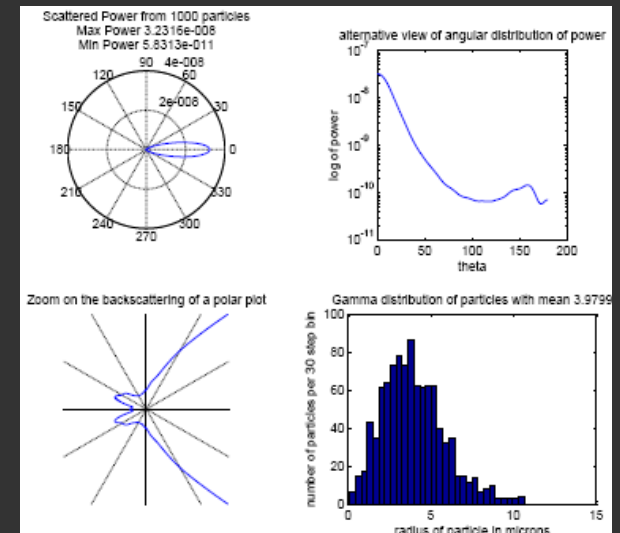 Scattered Power from 1000 particles
Max Power 3.2316e-008
Min Power 5.8313e-011
90
4e-008
120
60
2e-008
150
30
180
0
210
330
240
300
270
alternative view of angular distribution of power
10^-7
10^-8
10^-9
10^-10
10^-11
log of power
0 50 100 150 200
theta
Zoom on the backscattering of a polar plot
Gamma distribution of particles with mean 3.9799
100
80
60
40
20
0
number of particles per 30 step bin
0 5 10 15
radius of particle in microns